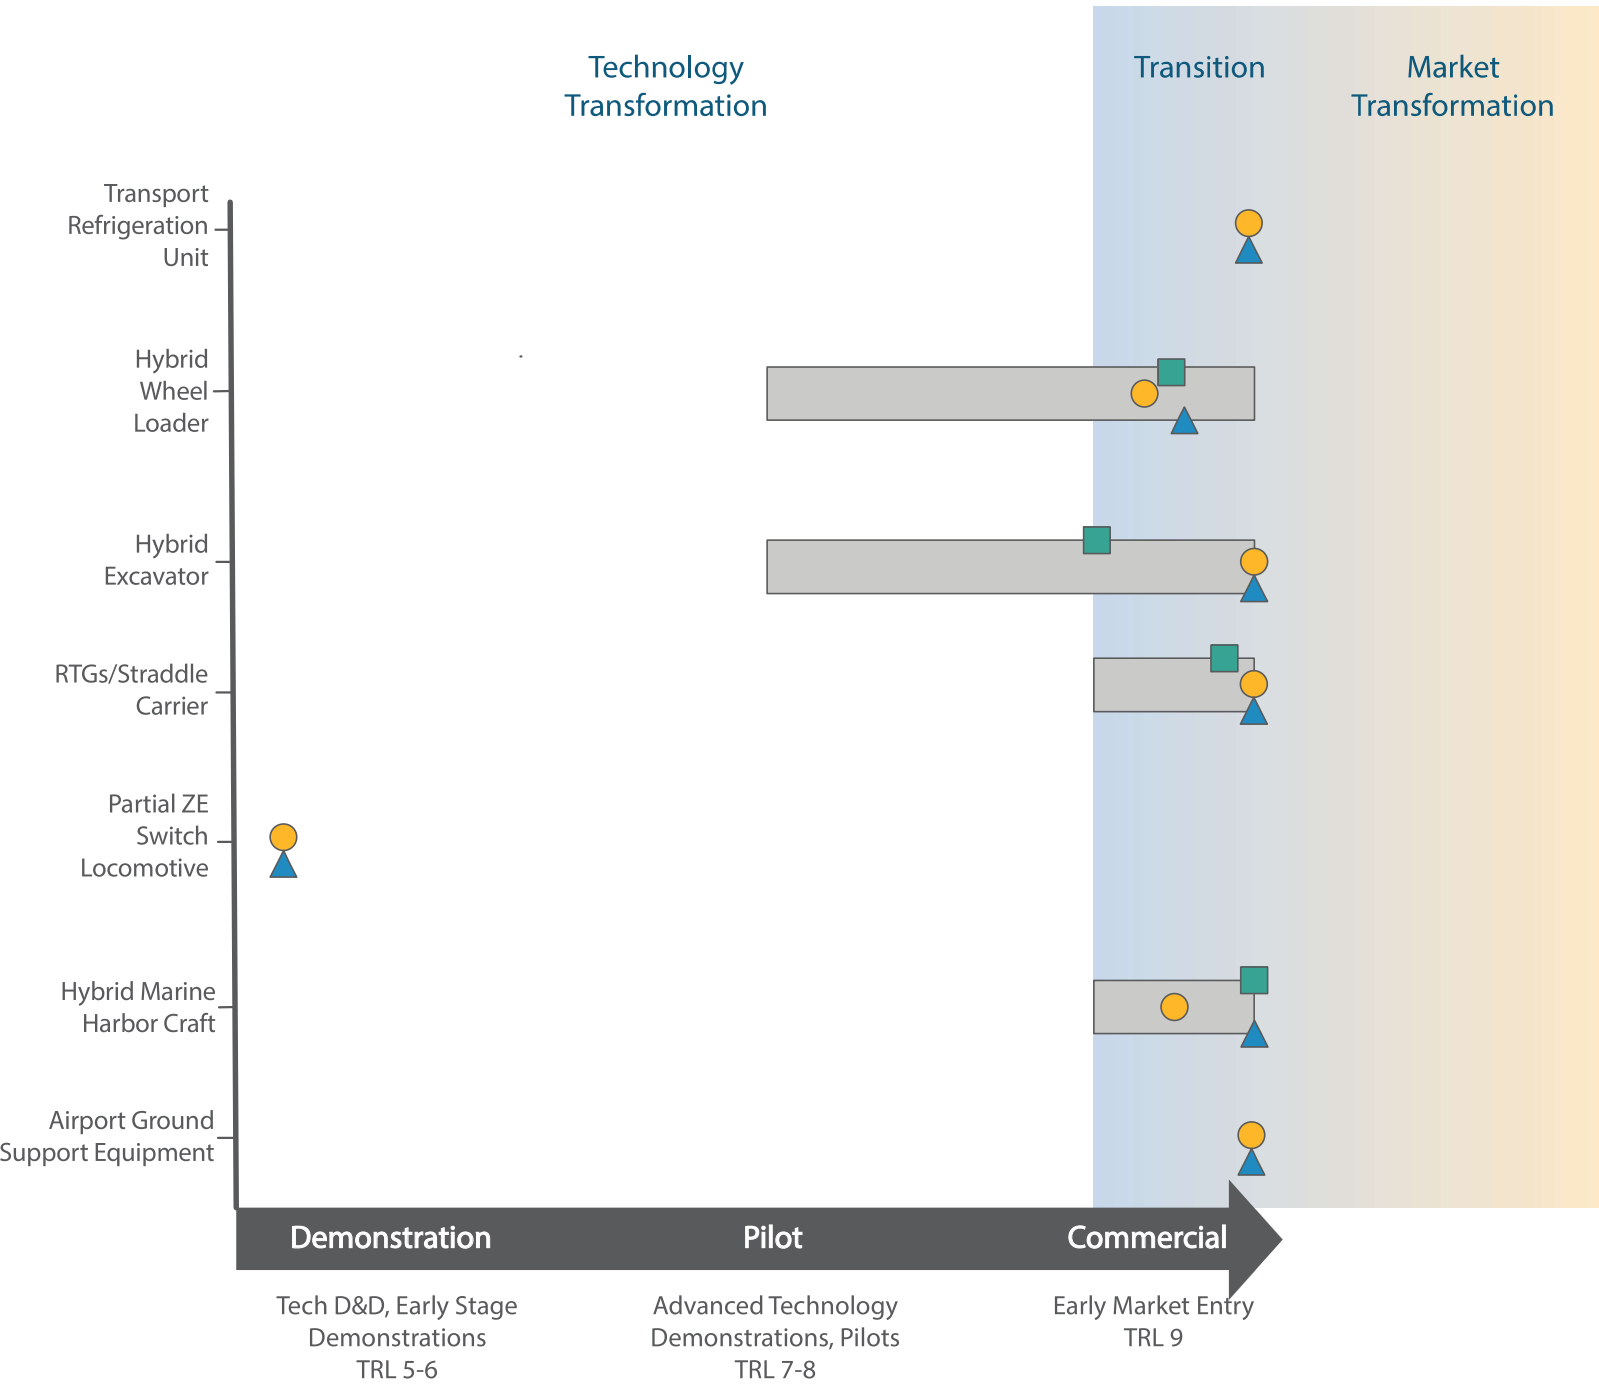 Technology
Transformation
Transition
Market
Transformation
Transport
Refrigeration
Unit
Hybrid
Wheel
Loader
Hybrid
Excavator
RTGs/Straddle
Carrier
Partial ZE
Switch
Locomotive
Hybrid Marine
Harbor Craft
Airport Ground
Support Equipment
Demonstration
Pilot
Commercial
Tech D&D, Early Stage
Demonstrations
TRL 5-6
Advanced Technology
Demonstrations, Pilots
TRL 7-8
Early Market Entry
TRL 9